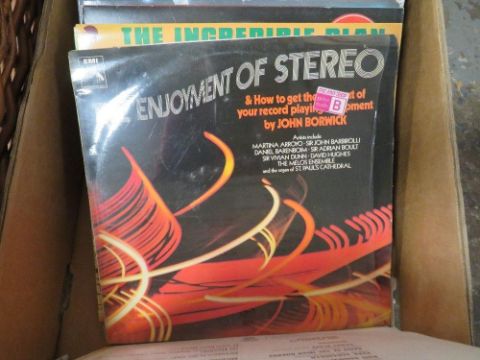 THE INCREDIBLE PLAN
EMI
ENJOYMENT OF STEREO
& How to get the of
your record playing
by JOHN BORWICK
B
Artists include
MARTINA ARROYO · SIR JOHN BARBIROLLI
DANIEL BARENBOIM · SIR ADRIAN BOULT
SIR VIVIAN DUNN · DAVID HUGHES
THE MELOS ENSEMBLE
and the organ of ST. PAUL'S CATHEDRAL